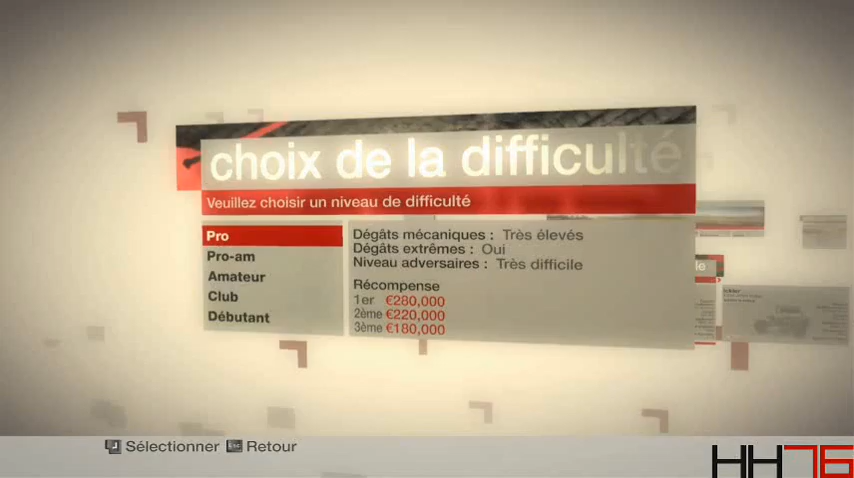 choix de la difficulté
Veuillez choisir un niveau de difficulté
Pro
Pro-am
Amateur
Club
Débutant
Dégâts mécaniques : Très élevés
Dégâts extrêmes : Oui
Niveau adversaires : Très difficile
Récompense
1er €280,000
2ème €220,000
3ème €180,000
le
Esc
Sélectionner Retour
HH76